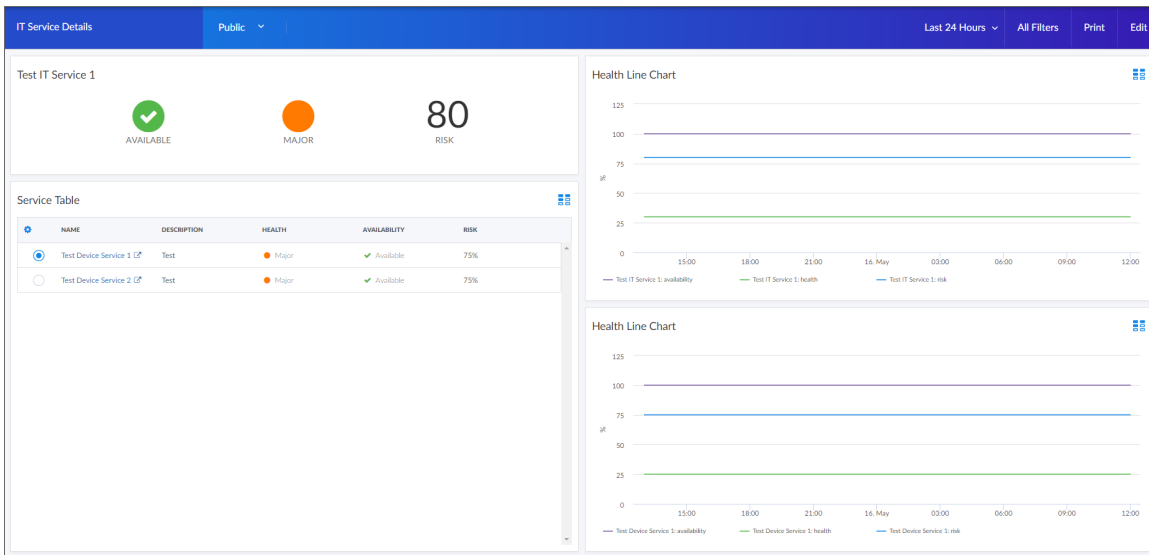 IT Service Details Public Last 24 Hours All Filters Print Edit
Test IT Service 1
80
AVAILABLE MAJOR RISK
Service Table
NAME DESCRIPTION HEALTH AVAILABILITY RISK
Test Device Service 1 Test Major Available 75%
Test Device Service 2 Test Major Available 75%
Health Line Chart
125
100
75
%
50
25
0
15:00 18:00 21:00 16. May 03:00 06:00 09:00 12:00
Test IT Service 1: availability Test IT Service 1: health Test IT Service 1: risk
Health Line Chart
125
100
75
%
50
25
0
15:00 18:00 21:00 16. May 03:00 06:00 09:00 12:00
Test Device Service 1: availability Test Device Service 1: health Test Device Service 1: risk